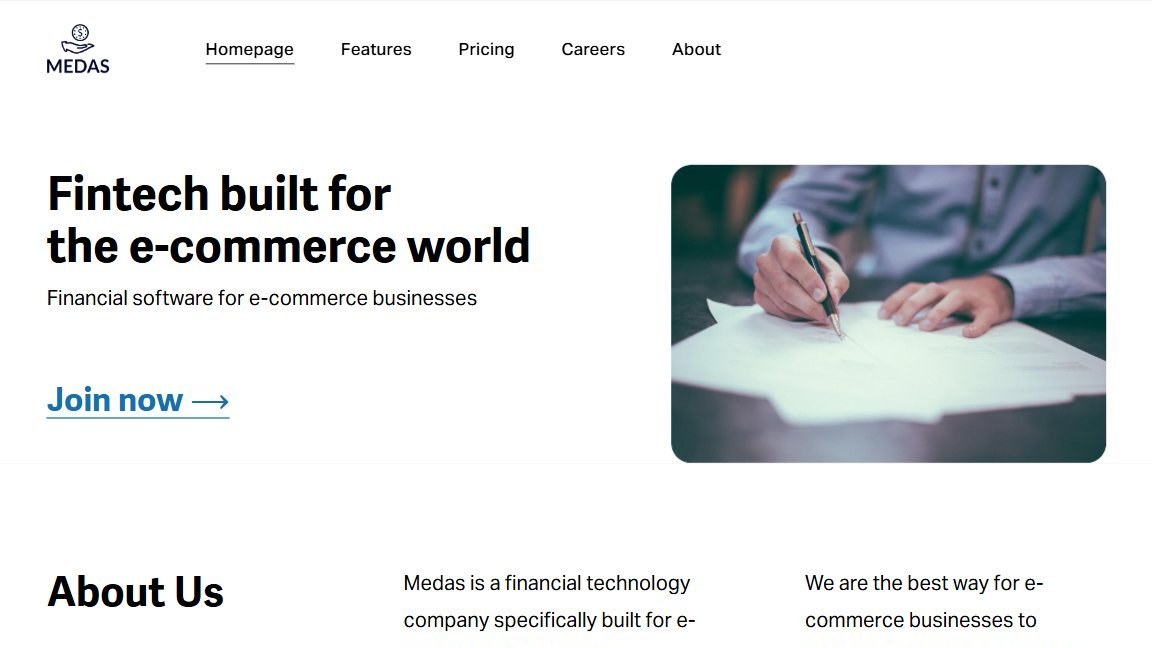 MEDAS
Homepage Features Pricing Careers About
Fintech built for
the e-commerce world
Financial software for e-commerce businesses
Join now ⟶
About Us
Medas is a financial technology
company specifically built for e-
We are the best way for e-
commerce businesses to